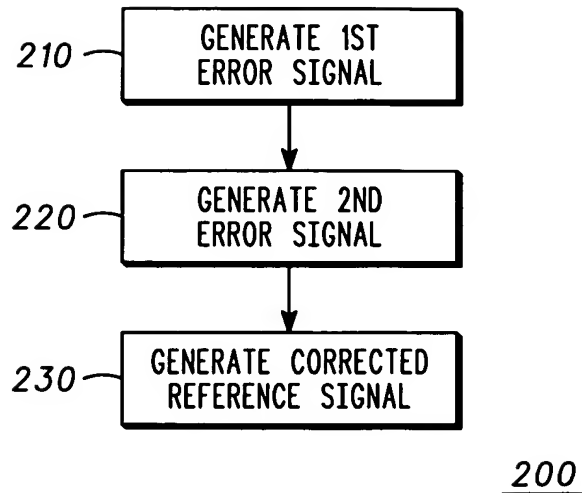 210
GENERATE 1ST
ERROR SIGNAL
220
GENERATE 2ND
ERROR SIGNAL
230
GENERATE CORRECTED
REFERENCE SIGNAL
200